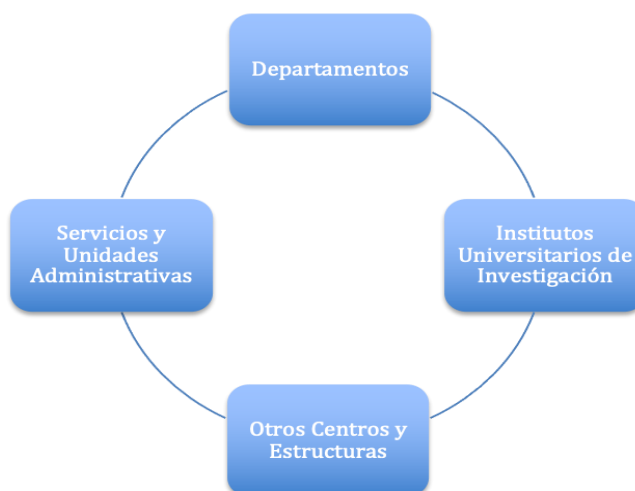 Departamentos
Servicios y
Unidades
Administrativas
Institutos
Universitarios de
Investigación
Otros Centros y
Estructuras